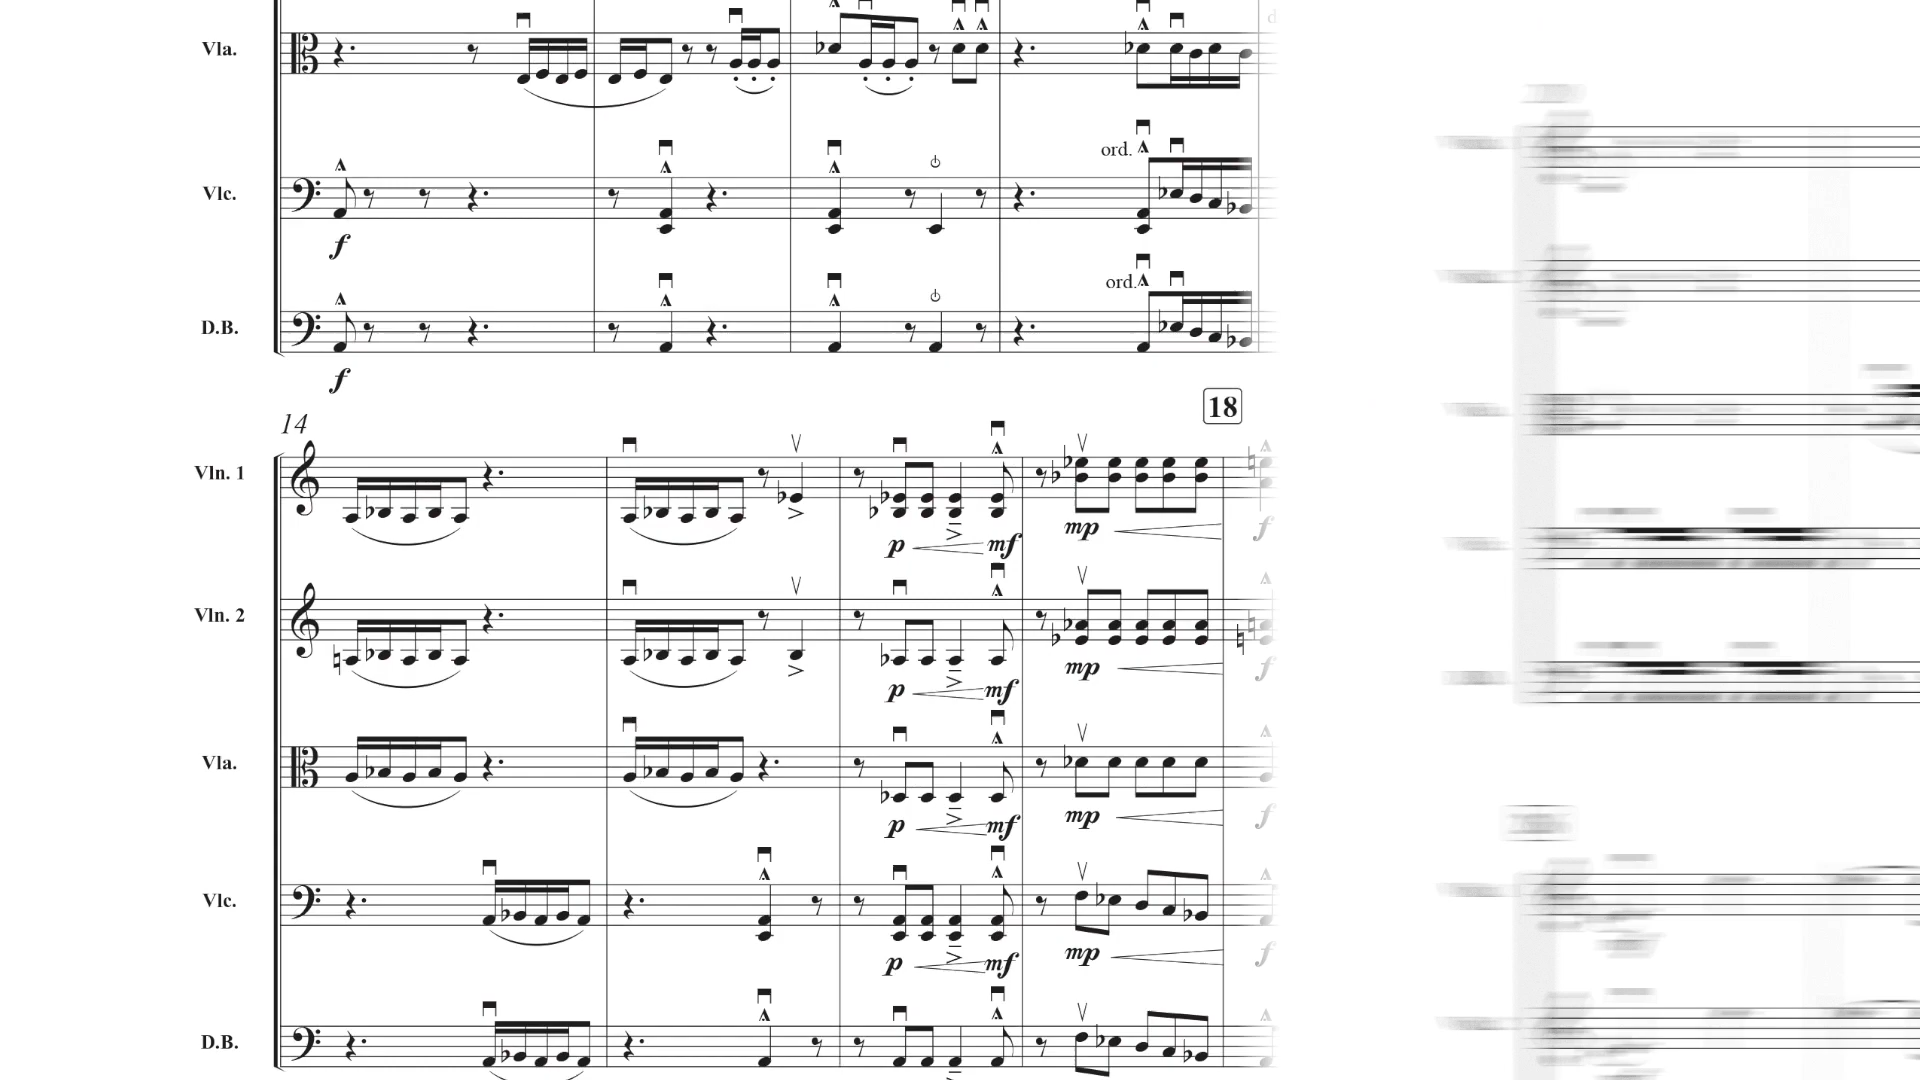 Vla.
ord.
Vlc.
f
ord.
D.B.
f
18
14
Vln. 1
p mf mp f
Vln. 2
p mf mp f
Vla.
p mf mp f
Vlc.
p mf mp f
D.B.